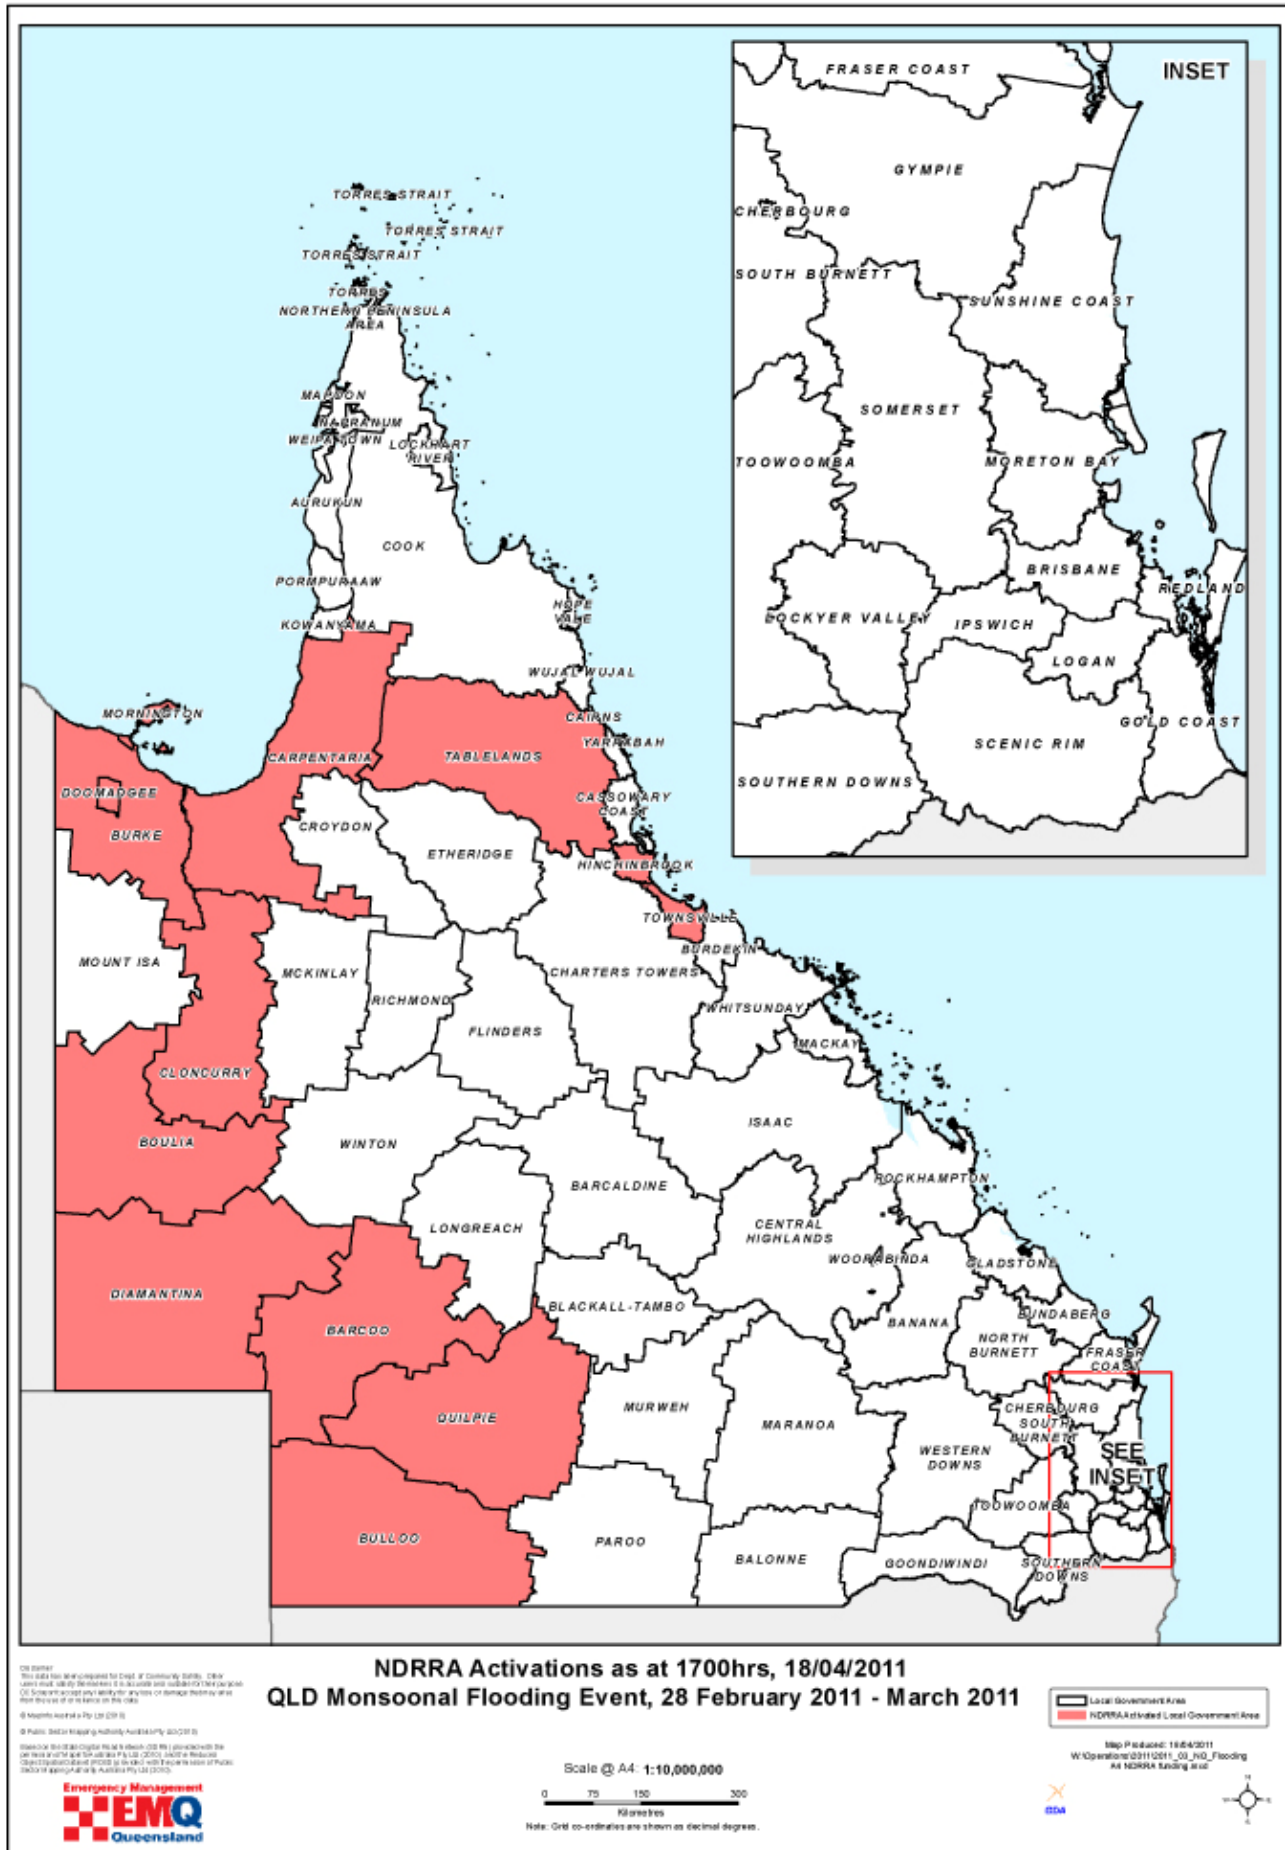 INSET
FRASER COAST
GYMPIE
CHERBOURG
SOUTH BURNETT
SUNSHINE COAST
SOMERSET
TOOWOOMBA
MORETON BAY
BRISBANE
REDLAND
LOCKYER VALLEY
IPSWICH
LOGAN
GOLD COAST
SCENIC RIM
SOUTHERN DOWNS
TORRES STRAIT
TORRES STRAIT
TORRES STRAIT
TORRES
NORTHERN PENINSULA
AREA
MAPOON
NAPRANUM
WEIPA TOWN
LOCKHART
RIVER
AURUKUN
COOK
PORMPURAAW
HOPE
VALE
KOWANYAMA
WUJAL WUJAL
MORNINGTON
CAIRNS
YARRABAH
CARPENTARIA
TABLELANDS
DOOMADGEE
CASSOWARY
COAST
BURKE
CROYDON
ETHERIDGE
HINCHINBROOK
TOWNSVILLE
BURDEKIN
MOUNT ISA
MCKINLAY
CHARTERS TOWERS
RICHMOND
WHITSUNDAY
FLINDERS
MACKAY
CLONCURRY
ISAAC
BOULIA
WINTON
BARCALDINE
ROCKHAMPTON
LONGREACH
CENTRAL
HIGHLANDS
WOORABINDA
GLADSTONE
DIAMANTINA
BLACKALL-TAMBO
BUNDABERG
BARCOO
BANANA
NORTH
BURNETT
FRASER
COAST
QUILPIE
MURWEH
MARANOA
CHERBOURG
SOUTH
BURNETT
WESTERN
DOWNS
SEE
INSET
TOOWOOMBA
BULLOO
PAROO
BALONNE
GOONDIWINDI
SOUTHERN
DOWNS
NDRRA Activations as at 1700hrs, 18/04/2011
QLD Monsoonal Flooding Event, 28 February 2011 - March 2011
Local Government Area
NDRRA Activated Local Government Area
Map Produced: 18/04/2011
Scale @ A4: 1:10,000,000
0 75 150 300
Kilometres
Note: Grid co-ordinates are shown as decimal degrees.
Emergency Management
EMQ
Queensland